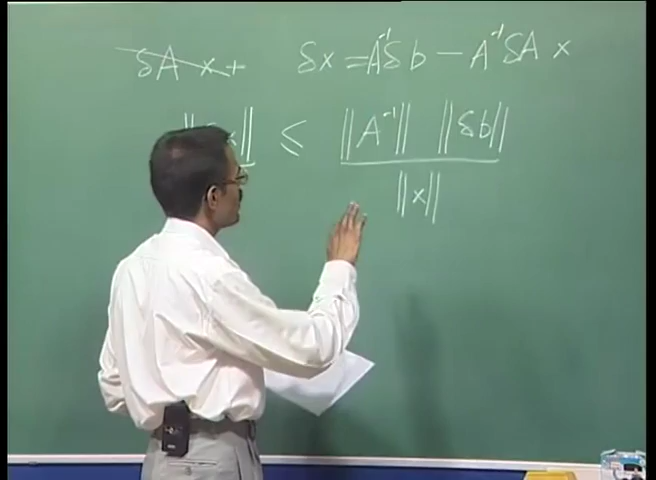 δA x +    δx = A⁻¹δb − A⁻¹δA x
‖ x‖ ≤ ‖A⁻¹‖ ‖δb‖
‖x‖